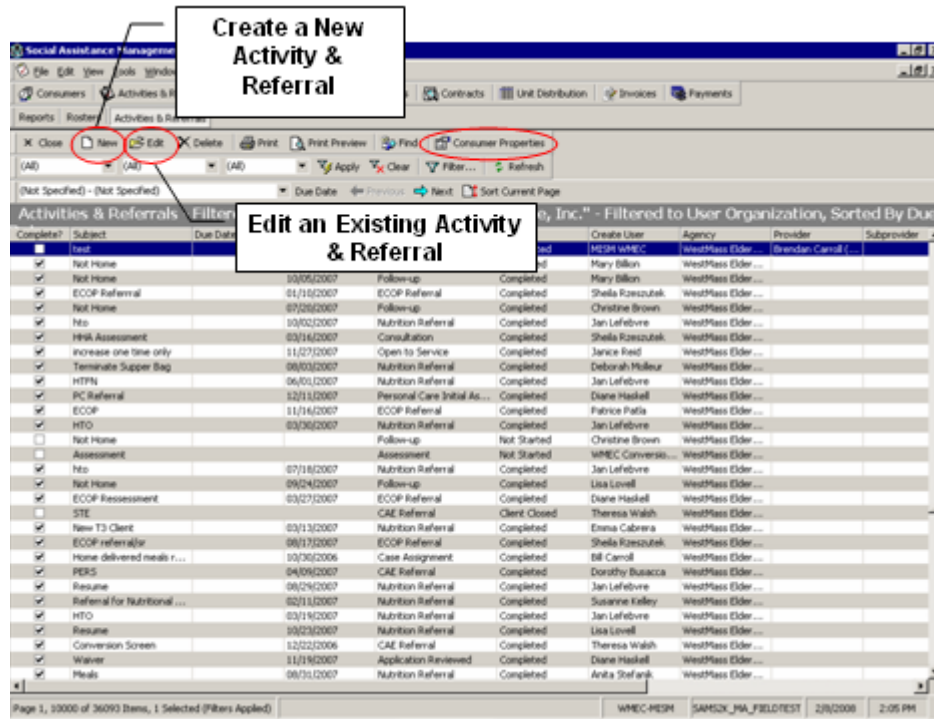 Create a New
Activity &
Referral
Social Assistance Manageme
File Edit View Tools Window
Consumers Activities & R Contracts Unit Distribution Invoices Payments
Reports Rosters Activities & Referrals
Close New Edit Delete Print Print Preview Find Consumer Properties
(All) (All) (All) Apply Clear Filter... Refresh
(Not Specified) - (Not Specified) Due Date Previous Next Sort Current Page
Activities & Referrals - Filtere e, Inc." - Filtered to User Organization, Sorted By Due
Edit an Existing Activity
& Referral
Complete? Subject Due Date Create User Agency Provider Subprovider
test ted MISM WMEC WestMass Elder... Brendan Carroll (...
Not Home ed Mary Billion WestMass Elder...
Not Home 10/05/2007 Follow-up Completed Mary Billion WestMass Elder...
ECOP Referrral 01/10/2007 ECOP Referral Completed Sheila Rzeszutek WestMass Elder...
Not Home 07/20/2007 Follow-up Completed Christine Brown WestMass Elder...
hto 10/02/2007 Nutrition Referral Completed Jan Lefebvre WestMass Elder...
HHA Assessment 03/16/2007 Consultation Completed Sheila Rzeszutek WestMass Elder...
increase one time only 11/27/2007 Open to Service Completed Janice Reid WestMass Elder...
Terminate Supper Bag 08/03/2007 Nutrition Referral Completed Deborah Molleur WestMass Elder...
HTFN 06/01/2007 Nutrition Referral Completed Jan Lefebvre WestMass Elder...
PC Referral 12/11/2007 Personal Care Initial As... Completed Diane Haskell WestMass Elder...
ECOP 11/16/2007 ECOP Referral Completed Patrice Patla WestMass Elder...
HTO 03/30/2007 Nutrition Referral Completed Jan Lefebvre WestMass Elder...
Not Home Follow-up Not Started Christine Brown WestMass Elder...
Assessment Assessment Not Started WMEC Conversio... WestMass Elder...
hto 07/18/2007 Nutrition Referral Completed Jan Lefebvre WestMass Elder...
Not Home 09/24/2007 Follow-up Completed Lisa Lovell WestMass Elder...
ECOP Ressessment 03/27/2007 ECOP Referral Completed Diane Haskell WestMass Elder...
STE CAE Referral Client Closed Theresa Walsh WestMass Elder...
New T3 Client 03/13/2007 Nutrition Referral Completed Emma Cabrera WestMass Elder...
ECOP referral/sr 08/17/2007 ECOP Referral Completed Sheila Rzeszutek WestMass Elder...
Home delivered meals r... 10/30/2006 Case Assignment Completed Bill Carroll WestMass Elder...
PERS 04/09/2007 CAE Referral Completed Dorothy Busacca WestMass Elder...
Resume 08/29/2007 Nutrition Referral Completed Jan Lefebvre WestMass Elder...
Referral for Nutritional ... 02/11/2007 Nutrition Referral Completed Susanne Kelley WestMass Elder...
HTO 03/19/2007 Nutrition Referral Completed Jan Lefebvre WestMass Elder...
Resume 10/23/2007 Nutrition Referral Completed Lisa Lovell WestMass Elder...
Conversion Screen 12/22/2006 CAE Referral Completed Theresa Walsh WestMass Elder...
Waiver 11/19/2007 Application Reviewed Completed Diane Haskell WestMass Elder...
Meals 08/31/2007 Nutrition Referral Completed Anita Stefanik WestMass Elder...
Page 1, 10000 of 36093 Items, 1 Selected (Filters Applied) WMEC-MISM SAMS2K_MA_FIELDTEST 2/8/2008 2:05 PM